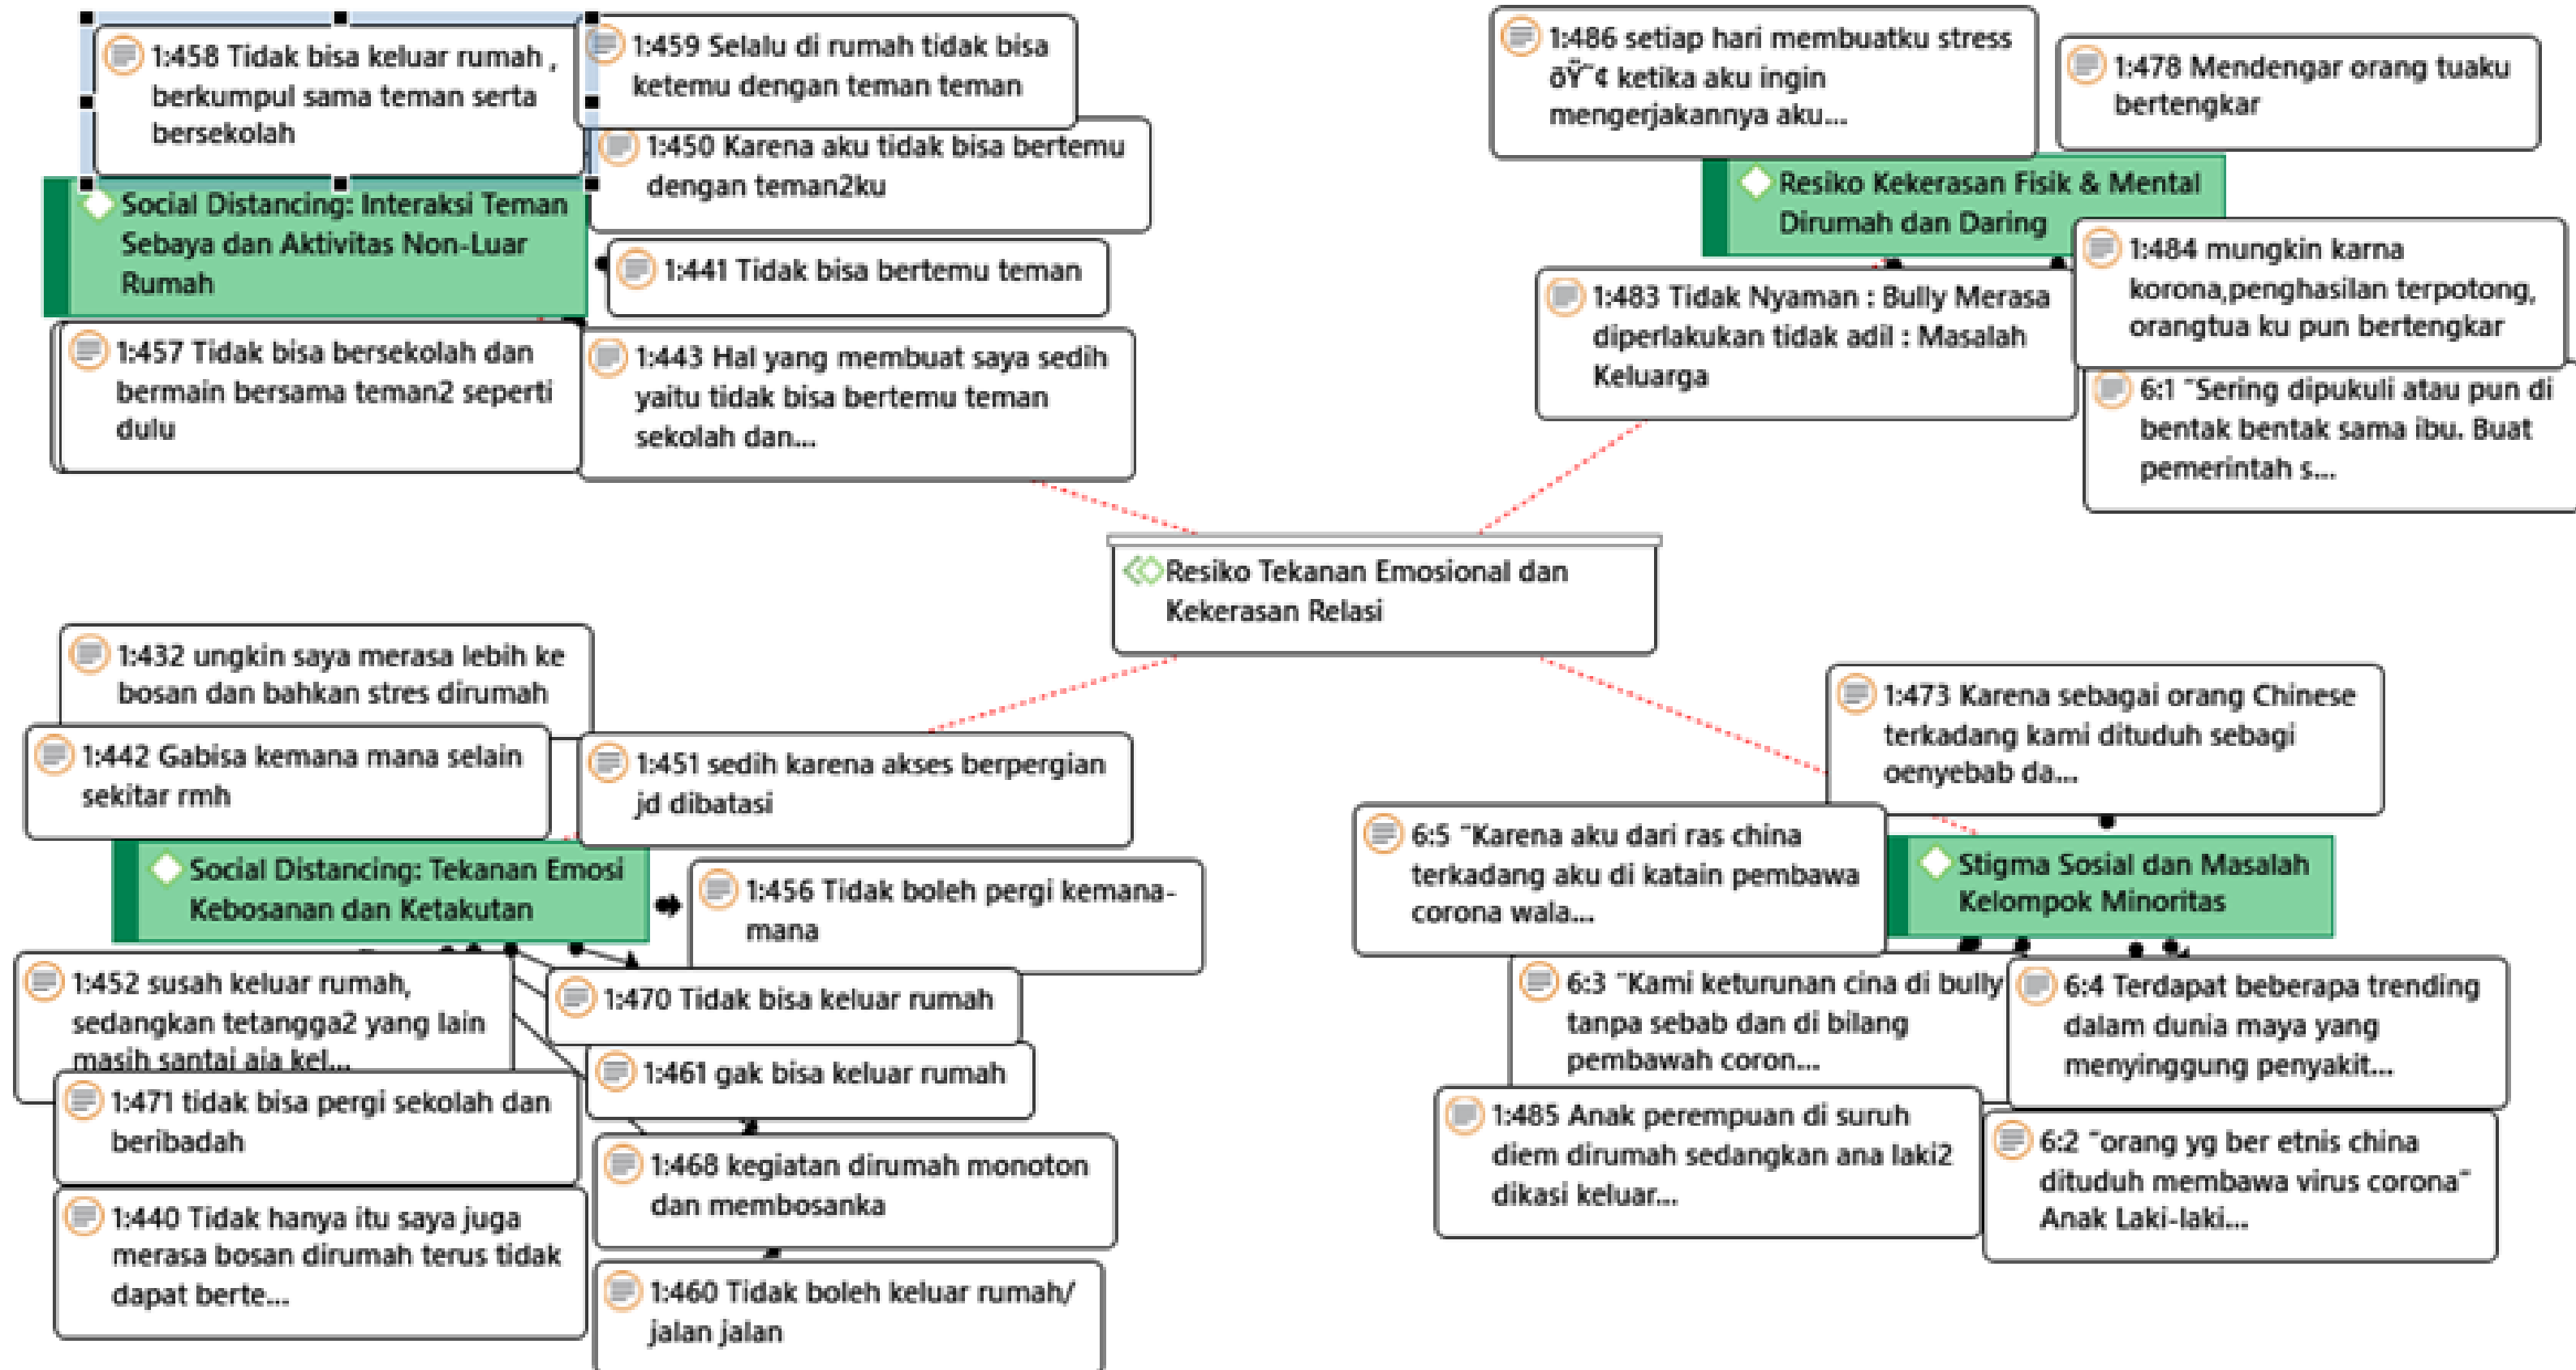 1:458 Tidak bisa keluar rumah ,
berkumpul sama teman serta
bersekolah
1:459 Selalu di rumah tidak bisa
ketemu dengan teman teman
1:450 Karena aku tidak bisa bertemu
dengan teman2ku
Social Distancing: Interaksi Teman
Sebaya dan Aktivitas Non-Luar
Rumah
1:441 Tidak bisa bertemu teman
1:457 Tidak bisa bersekolah dan
bermain bersama teman2 seperti
dulu
1:443 Hal yang membuat saya sedih
yaitu tidak bisa bertemu teman
sekolah dan...
1:486 setiap hari membuatku stress
ðŸ˜¢ ketika aku ingin
mengerjakannya aku...
1:478 Mendengar orang tuaku
bertengkar
Resiko Kekerasan Fisik & Mental
Dirumah dan Daring
1:483 Tidak Nyaman : Bully Merasa
diperlakukan tidak adil : Masalah
Keluarga
1:484 mungkin karna
korona,penghasilan terpotong,
orangtua ku pun bertengkar
6:1 “Sering dipukuli atau pun di
bentak bentak sama ibu. Buat
pemerintah s...
Resiko Tekanan Emosional dan
Kekerasan Relasi
1:432 ungkin saya merasa lebih ke
bosan dan bahkan stres dirumah
1:442 Gabisa kemana mana selain
sekitar rmh
1:451 sedih karena akses berpergian
jd dibatasi
Social Distancing: Tekanan Emosi
Kebosanan dan Ketakutan
1:456 Tidak boleh pergi kemana-
mana
1:452 susah keluar rumah,
sedangkan tetangga2 yang lain
masih santai aja kel...
1:470 Tidak bisa keluar rumah
1:461 gak bisa keluar rumah
1:471 tidak bisa pergi sekolah dan
beribadah
1:468 kegiatan dirumah monoton
dan membosanka
1:440 Tidak hanya itu saya juga
merasa bosan dirumah terus tidak
dapat berte...
1:460 Tidak boleh keluar rumah/
jalan jalan
1:473 Karena sebagai orang Chinese
terkadang kami dituduh sebagi
oenyebab da...
6:5 “Karena aku dari ras china
terkadang aku di katain pembawa
corona wala...
Stigma Sosial dan Masalah
Kelompok Minoritas
6:3 “Kami keturunan cina di bully
tanpa sebab dan di bilang
pembawah coron...
6:4 Terdapat beberapa trending
dalam dunia maya yang
menyinggung penyakit...
1:485 Anak perempuan di suruh
diem dirumah sedangkan ana laki2
dikasi keluar...
6:2 “orang yg ber etnis china
dituduh membawa virus corona”
Anak Laki-laki...